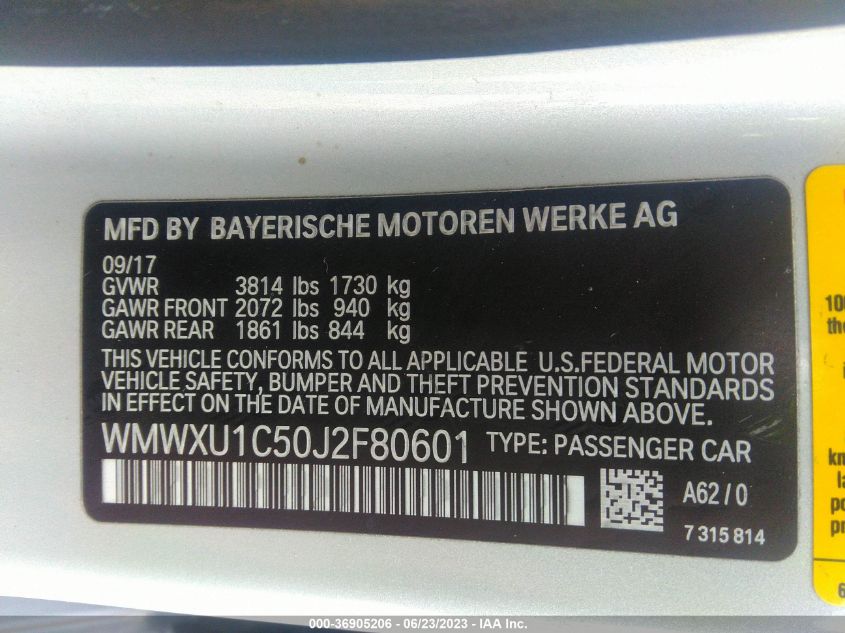 MFD BY BAYERISCHE MOTOREN WERKE AG
09/17
GVWR 3814 lbs 1730 kg
GAWR FRONT 2072 lbs 940 kg
GAWR REAR 1861 lbs 844 kg
THIS VEHICLE CONFORMS TO ALL APPLICABLE U.S.FEDERAL MOTOR
VEHICLE SAFETY, BUMPER AND THEFT PREVENTION STANDARDS
IN EFFECT ON THE DATE OF MANUFACTURE SHOWN ABOVE.
WMWXU1C50J2F80601 TYPE: PASSENGER CAR
A62/0
7 315 814
000-36905206 - 06/23/2023 - IAA Inc.